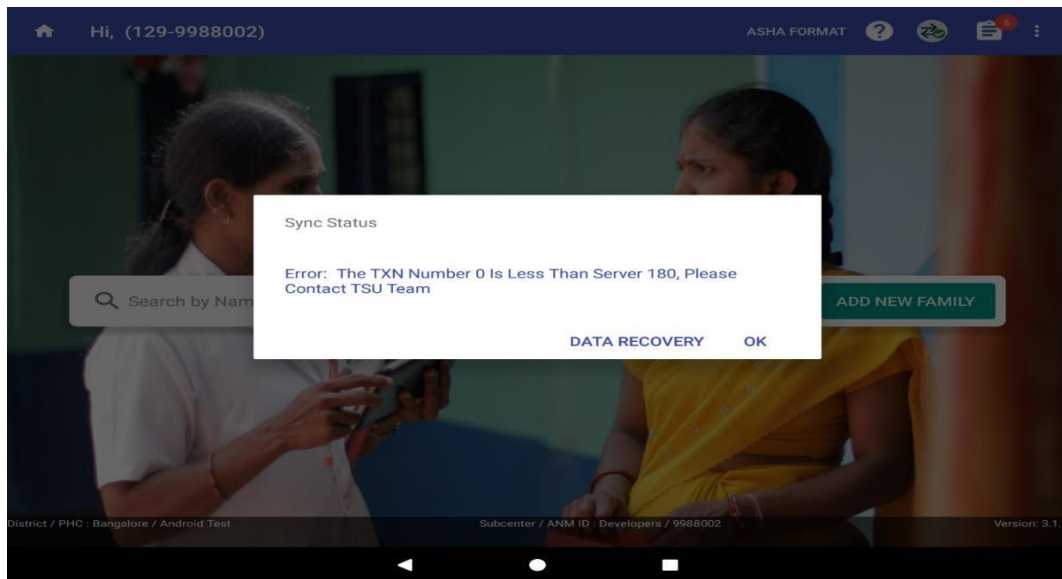 Hi, (129-9988002)
ASHA FORMAT
?
5
Sync Status
Error: The TXN Number 0 Is Less Than Server 180, Please
Contact TSU Team
Search by Nam
ADD NEW FAMILY
DATA RECOVERY OK
District / PHC : Bangalore / Android Test
Subcenter / ANM ID : Developers / 9988002
Version: 3.1.